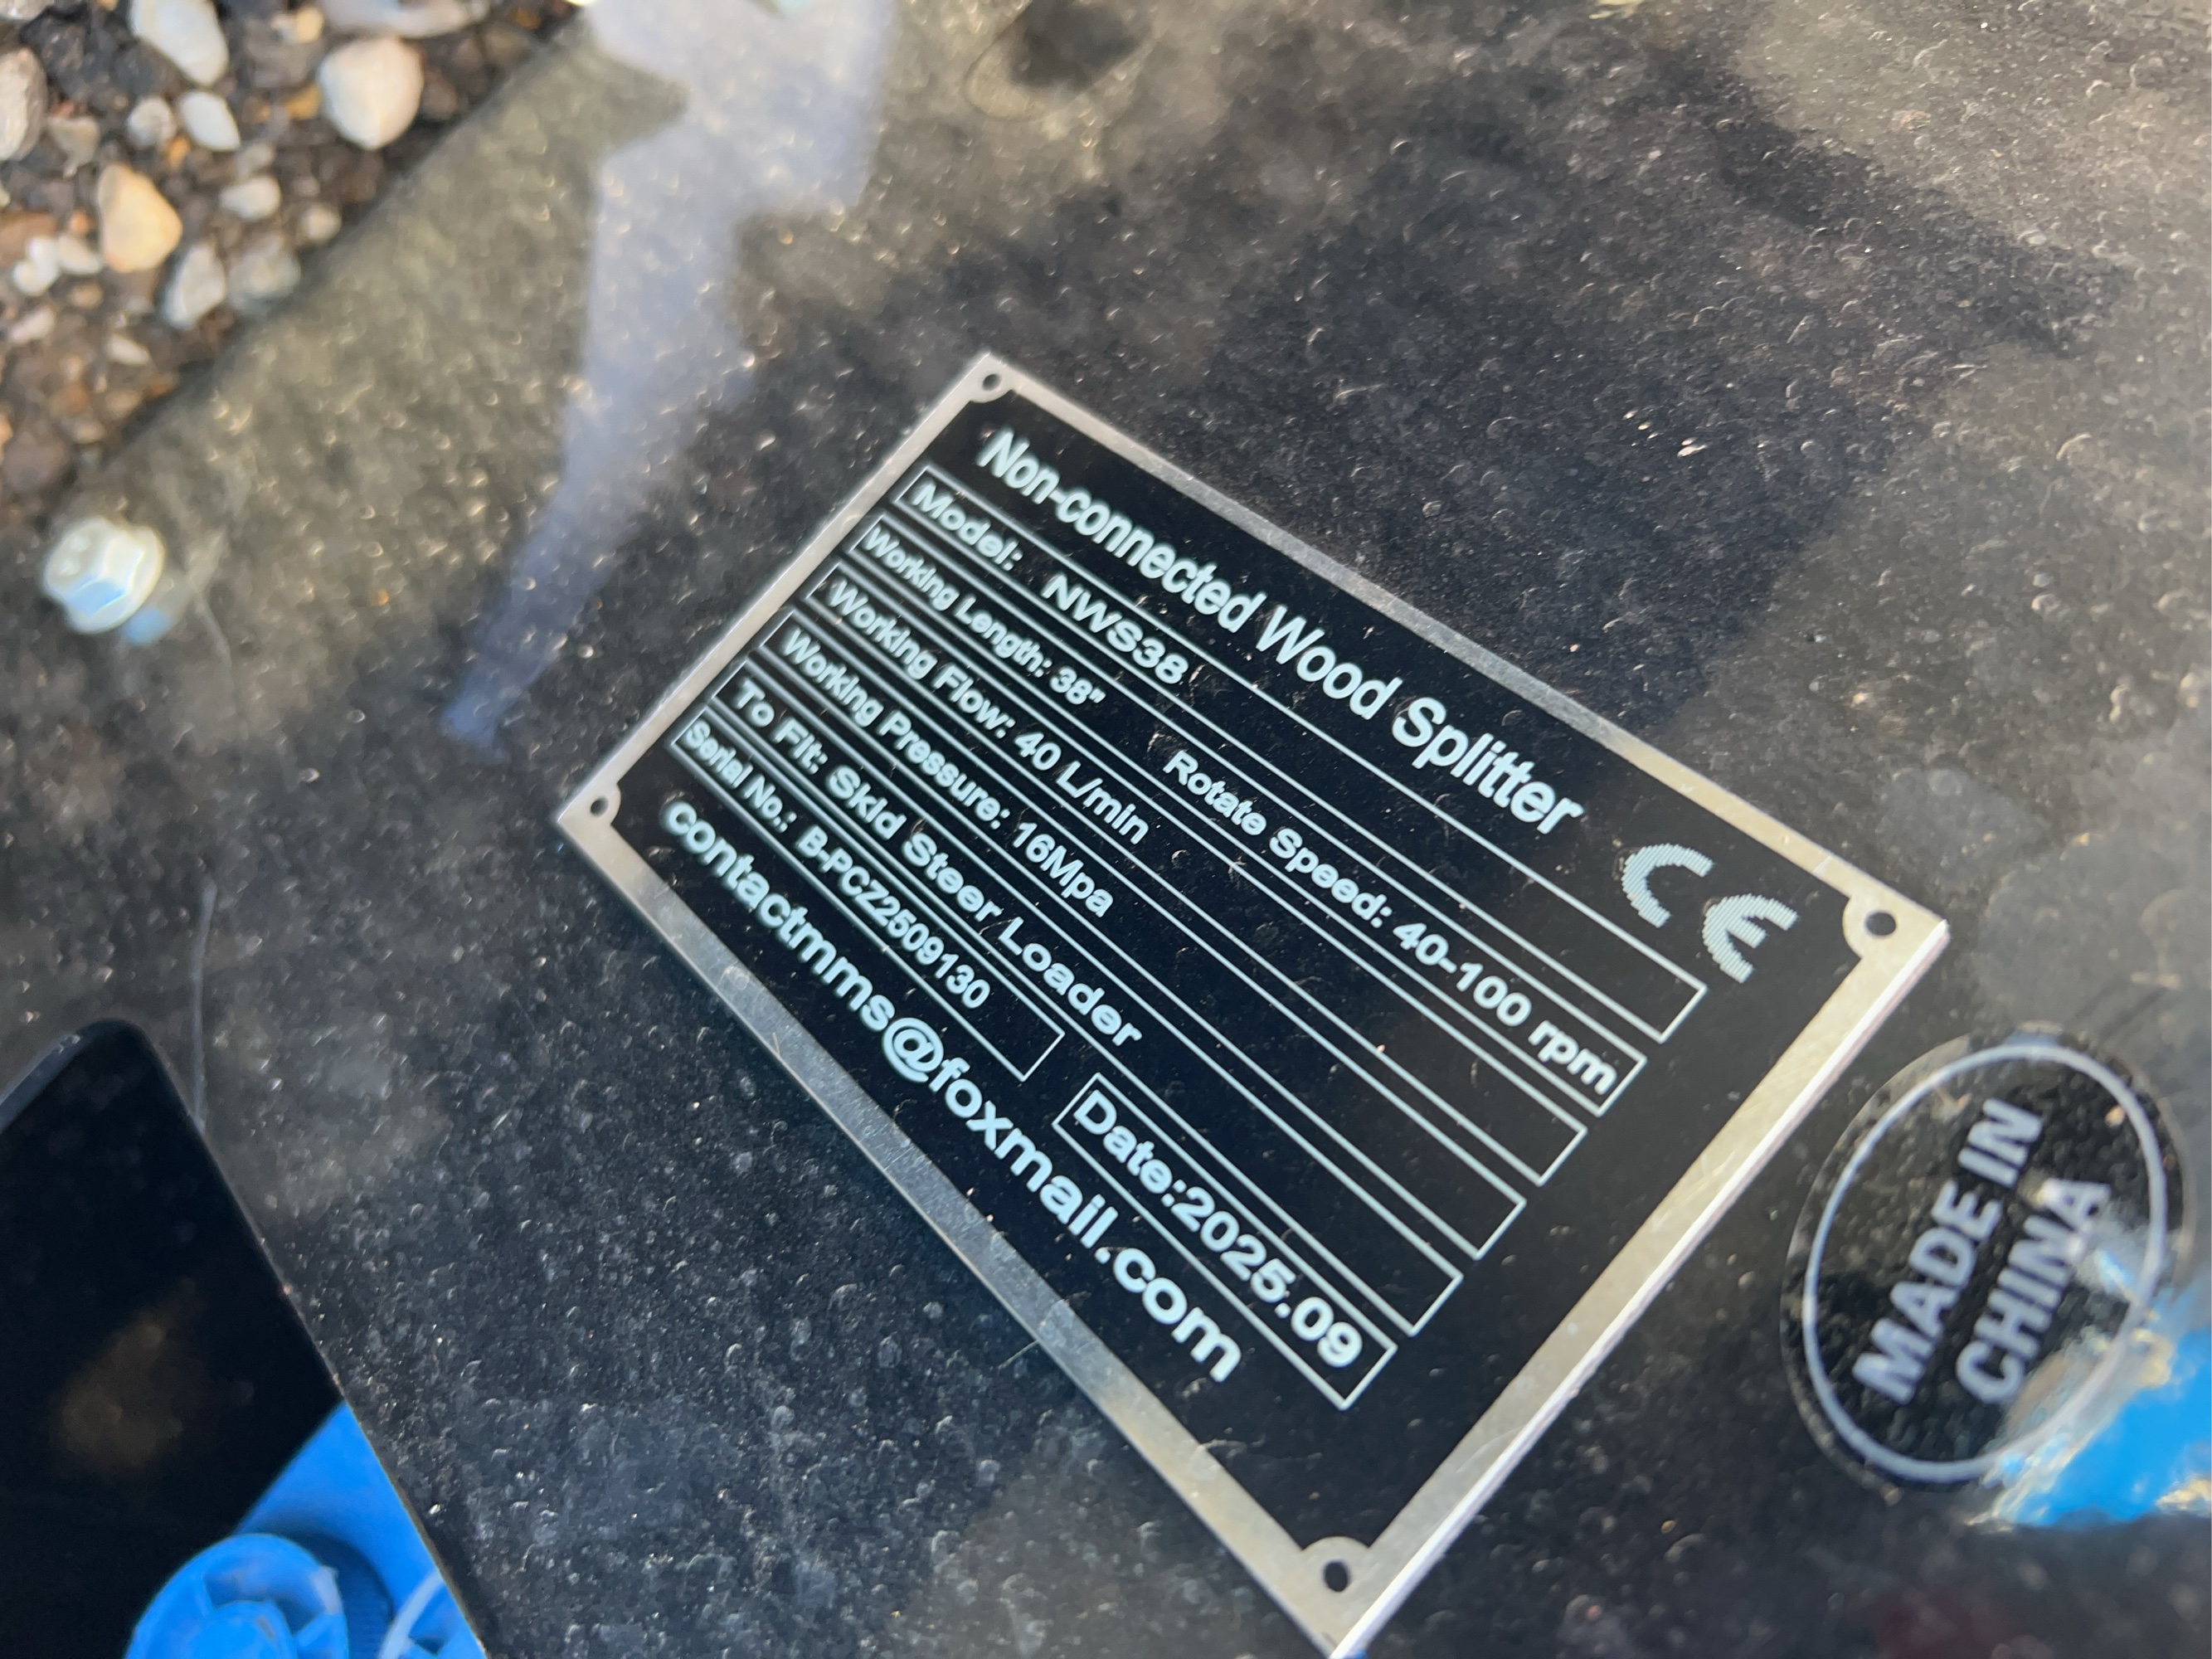 Non-connected Wood Splitter
CE
Model: NWS38
Working Length: 38" Rotate Speed: 40-100 rpm
Working Flow: 40 L/min
Working Pressure: 16Mpa
To Fit: Skid Steer Loader
Serial No.: B-PCZ2509130 Date:2025.09
contactmms@foxmail.com
MADE IN
CHINA